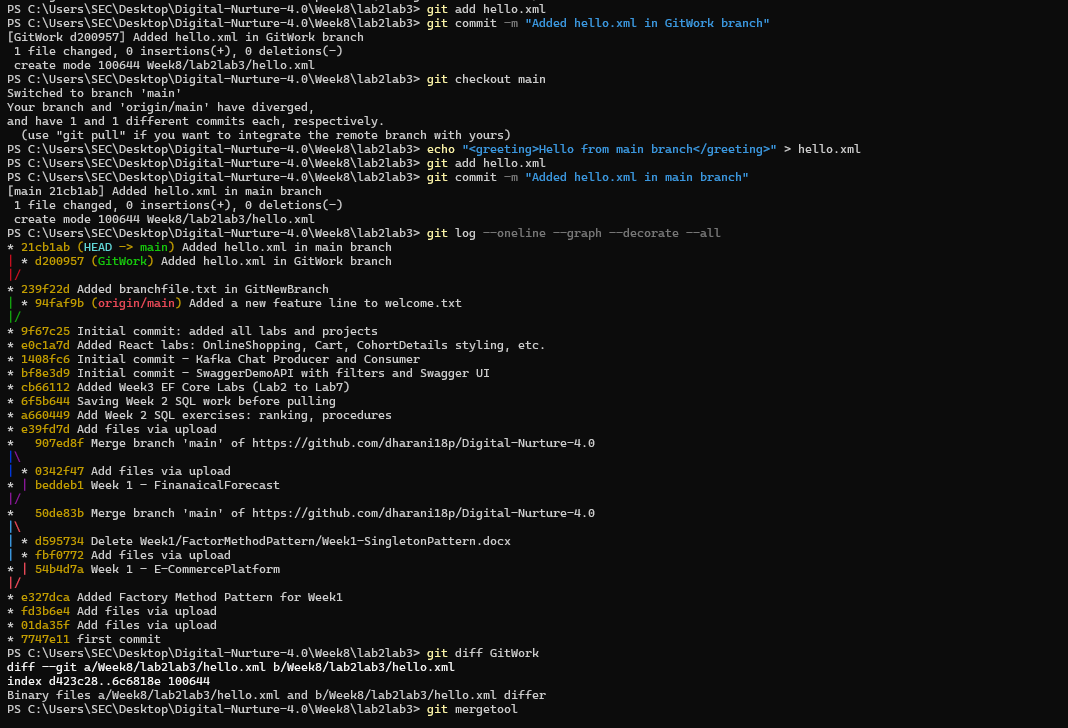 PS C:\Users\SEC\Desktop\Digital-Nurture-4.0\Week8\lab2lab3> git add hello.xml
PS C:\Users\SEC\Desktop\Digital-Nurture-4.0\Week8\lab2lab3> git commit -m "Added hello.xml in GitWork branch"
[GitWork d200957] Added hello.xml in GitWork branch
 1 file changed, 0 insertions(+), 0 deletions(-)
 create mode 100644 Week8/lab2lab3/hello.xml
PS C:\Users\SEC\Desktop\Digital-Nurture-4.0\Week8\lab2lab3> git checkout main
Switched to branch 'main'
Your branch and 'origin/main' have diverged,
and have 1 and 1 different commits each, respectively.
  (use "git pull" if you want to integrate the remote branch with yours)
PS C:\Users\SEC\Desktop\Digital-Nurture-4.0\Week8\lab2lab3> echo "<greeting>Hello from main branch</greeting>" > hello.xml
PS C:\Users\SEC\Desktop\Digital-Nurture-4.0\Week8\lab2lab3> git add hello.xml
PS C:\Users\SEC\Desktop\Digital-Nurture-4.0\Week8\lab2lab3> git commit -m "Added hello.xml in main branch"
[main 21cb1ab] Added hello.xml in main branch
 1 file changed, 0 insertions(+), 0 deletions(-)
 create mode 100644 Week8/lab2lab3/hello.xml
PS C:\Users\SEC\Desktop\Digital-Nurture-4.0\Week8\lab2lab3> git log --oneline --graph --decorate --all
* 21cb1ab (HEAD -> main) Added hello.xml in main branch
| * d200957 (GitWork) Added hello.xml in GitWork branch
|/
* 239f22d Added branchfile.txt in GitNewBranch
| * 94faf9b (origin/main) Added a new feature line to welcome.txt
|/
* 9f67c25 Initial commit: added all labs and projects
* e0c1a7d Added React labs: OnlineShopping, Cart, CohortDetails styling, etc.
* 1408fc6 Initial commit - Kafka Chat Producer and Consumer
* bf8e3d9 Initial commit - SwaggerDemoAPI with filters and Swagger UI
* cb66112 Added Week3 EF Core Labs (Lab2 to Lab7)
* 6f5b644 Saving Week 2 SQL work before pulling
* a660449 Add Week 2 SQL exercises: ranking, procedures
* e39fd7d Add files via upload
*   907ed8f Merge branch 'main' of https://github.com/dharani18p/Digital-Nurture-4.0
|\
| * 0342f47 Add files via upload
* | beddeb1 Week 1 - FinanaicalForecast
|/
*   50de83b Merge branch 'main' of https://github.com/dharani18p/Digital-Nurture-4.0
|\
| * d595734 Delete Week1/FactorMethodPattern/Week1-SingletonPattern.docx
| * fbf0772 Add files via upload
* | 54b4d7a Week 1 - E-CommercePlatform
|/
* e327dca Added Factory Method Pattern for Week1
* fd3b6e4 Add files via upload
* 01da35f Add files via upload
* 7747e11 first commit
PS C:\Users\SEC\Desktop\Digital-Nurture-4.0\Week8\lab2lab3> git diff GitWork
diff --git a/Week8/lab2lab3/hello.xml b/Week8/lab2lab3/hello.xml
index d423c28..6c6818e 100644
Binary files a/Week8/lab2lab3/hello.xml and b/Week8/lab2lab3/hello.xml differ
PS C:\Users\SEC\Desktop\Digital-Nurture-4.0\Week8\lab2lab3> git mergetool